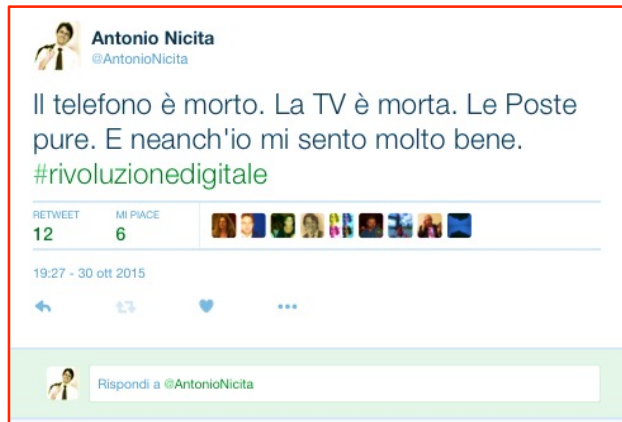 Antonio Nicita
@AntonioNicita
Il telefono è morto. La TV è morta. Le Poste
pure. E neanch'io mi sento molto bene.
#rivoluzionedigitale
RETWEET MI PIACE
12 6
19:27 - 30 ott 2015
Rispondi a @AntonioNicita